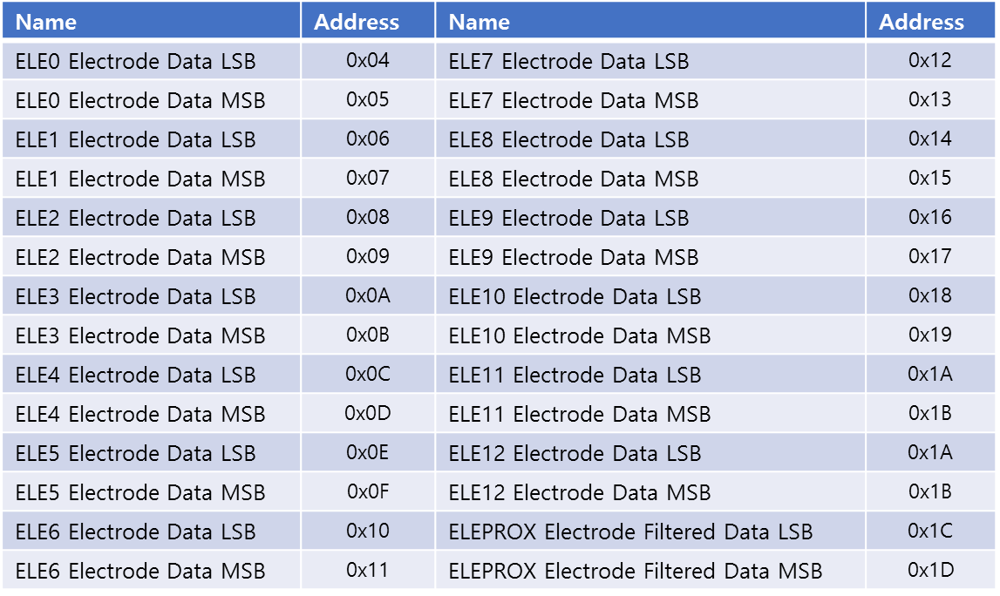 Name Address Name Address
ELE0 Electrode Data LSB 0x04 ELE7 Electrode Data LSB 0x12
ELE0 Electrode Data MSB 0x05 ELE7 Electrode Data MSB 0x13
ELE1 Electrode Data LSB 0x06 ELE8 Electrode Data LSB 0x14
ELE1 Electrode Data MSB 0x07 ELE8 Electrode Data MSB 0x15
ELE2 Electrode Data LSB 0x08 ELE9 Electrode Data LSB 0x16
ELE2 Electrode Data MSB 0x09 ELE9 Electrode Data MSB 0x17
ELE3 Electrode Data LSB 0x0A ELE10 Electrode Data LSB 0x18
ELE3 Electrode Data MSB 0x0B ELE10 Electrode Data MSB 0x19
ELE4 Electrode Data LSB 0x0C ELE11 Electrode Data LSB 0x1A
ELE4 Electrode Data MSB 0x0D ELE11 Electrode Data MSB 0x1B
ELE5 Electrode Data LSB 0x0E ELE12 Electrode Data LSB 0x1A
ELE5 Electrode Data MSB 0x0F ELE12 Electrode Data MSB 0x1B
ELE6 Electrode Data LSB 0x10 ELEPROX Electrode Filtered Data LSB 0x1C
ELE6 Electrode Data MSB 0x11 ELEPROX Electrode Filtered Data MSB 0x1D